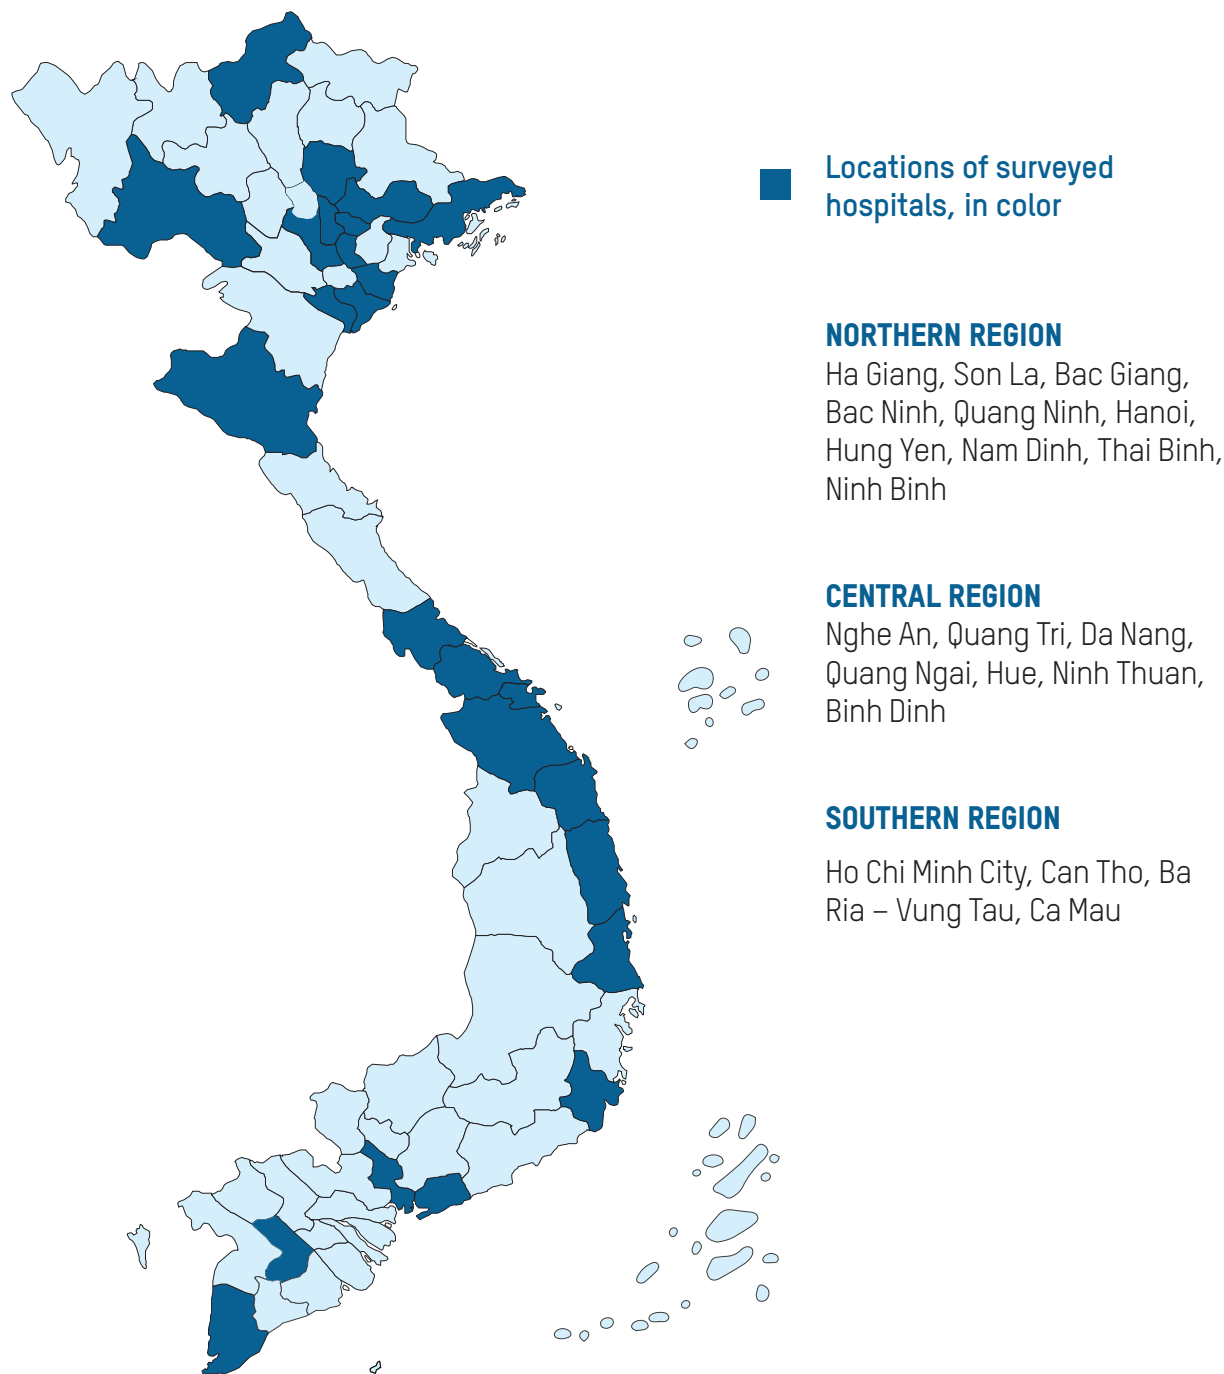 Locations of surveyed
hospitals, in color
NORTHERN REGION
Ha Giang, Son La, Bac Giang,
Bac Ninh, Quang Ninh, Hanoi,
Hung Yen, Nam Dinh, Thai Binh,
Ninh Binh
CENTRAL REGION
Nghe An, Quang Tri, Da Nang,
Quang Ngai, Hue, Ninh Thuan,
Binh Dinh
SOUTHERN REGION
Ho Chi Minh City, Can Tho, Ba
Ria – Vung Tau, Ca Mau